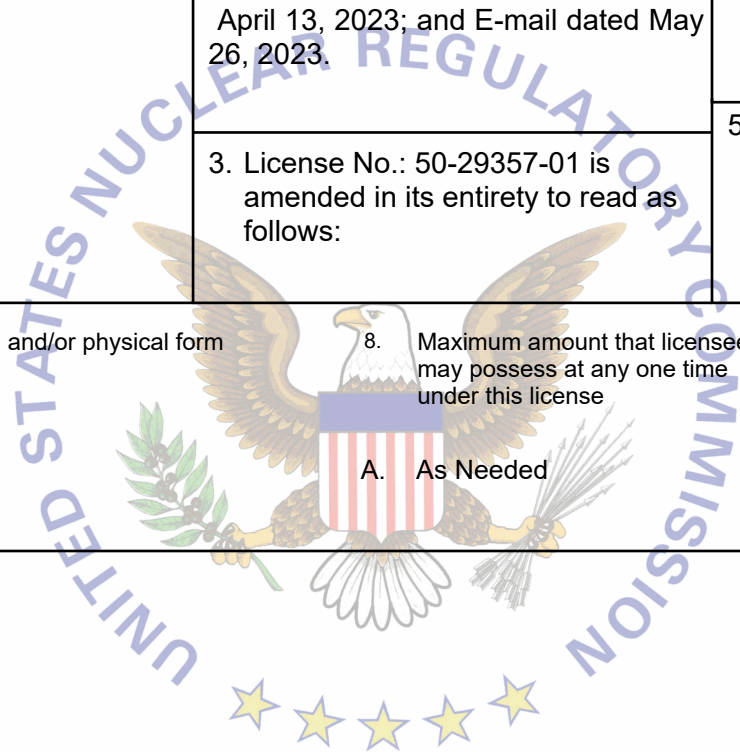 April 13, 2023; and E-mail dated May
26, 2023.
5
3. License No.: 50-29357-01 is
amended in its entirety to read as
follows:
and/or physical form
8. Maximum amount that licensee
may possess at any one time
under this license
A. As Needed
UNITED STATES NUCLEAR REGULATORY COMMISSION